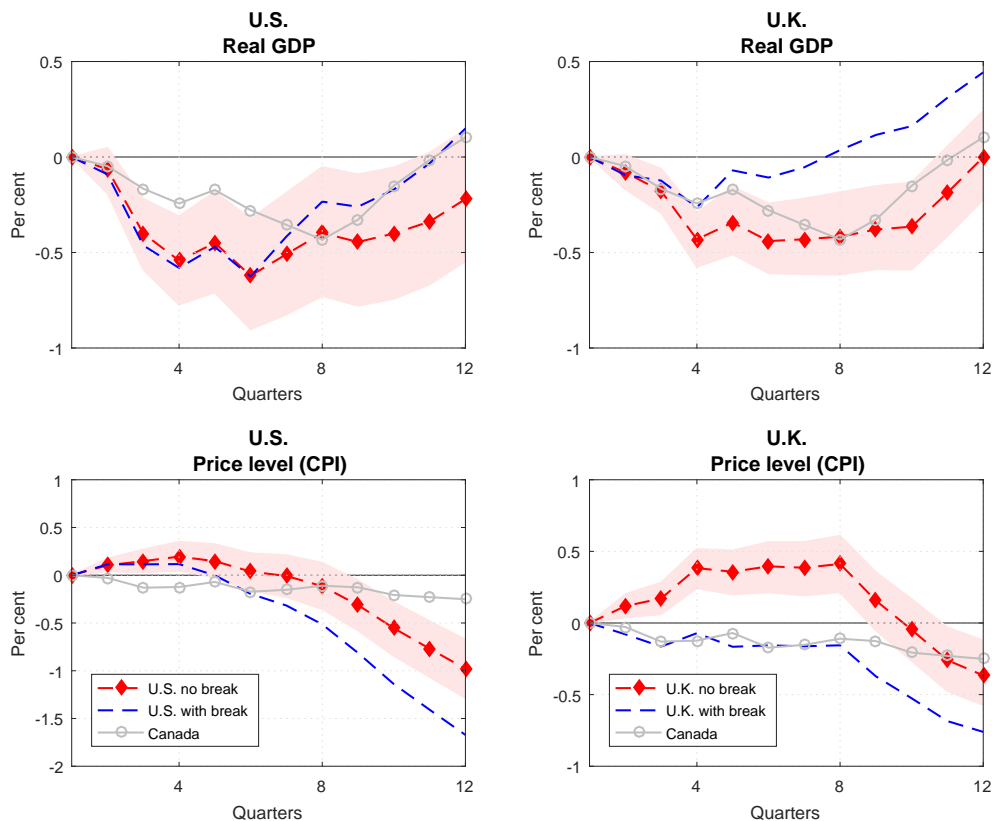 U.S.
Real GDP
0.5
0
-0.5
-1
Per cent
4
8
12
Quarters
U.K.
Real GDP
0.5
0
-0.5
-1
Per cent
4
8
12
Quarters
U.S.
Price level (CPI)
1
0.5
0
-0.5
-1
-1.5
-2
Per cent
U.S. no break
U.S. with break
Canada
4
8
12
Quarters
U.K.
Price level (CPI)
1
0.5
0
-0.5
-1
Per cent
U.K. no break
U.K. with break
Canada
4
8
12
Quarters